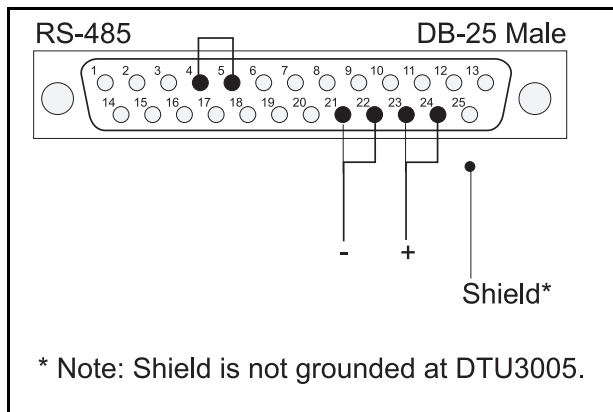 RS-485 DB-25 Male
1 2 3 4 5 6 7 8 9 10 11 12 13
14 15 16 17 18 19 20 21 22 23 24 25
- +
Shield*
* Note: Shield is not grounded at DTU3005.